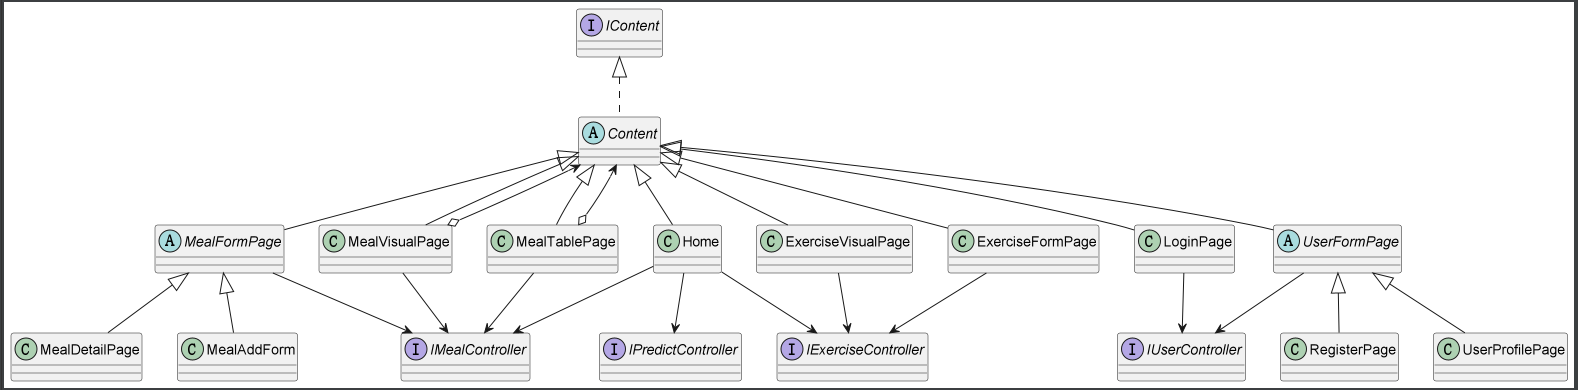 I IContent
A Content
A MealFormPage
C MealVisualPage
C MealTablePage
C Home
C ExerciseVisualPage
C ExerciseFormPage
C LoginPage
A UserFormPage
C MealDetailPage
C MealAddForm
I IMealController
I IPredictController
I IExerciseController
I IUserController
C RegisterPage
C UserProfilePage